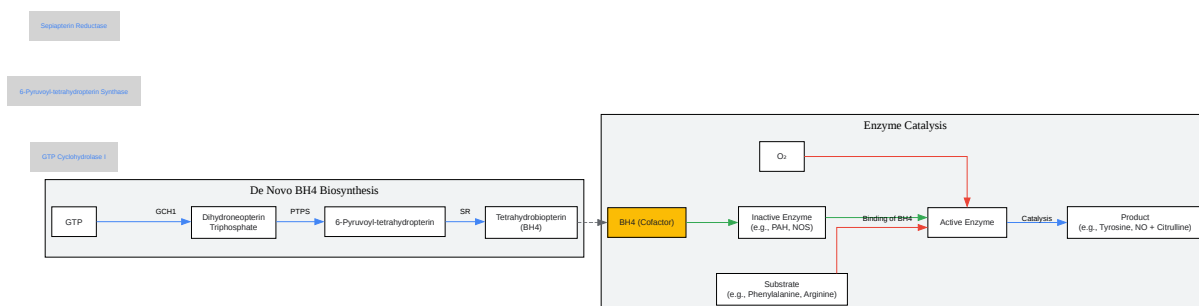 Sepiapterin Reductase
6-Pyruvoyl-tetrahydropterin Synthase
GTP Cyclohydrolase I
De Novo BH4 Biosynthesis
GTP
GCH1
Dihydroneopterin
Triphosphate
PTPS
6-Pyruvoyl-tetrahydropterin
SR
Tetrahydrobiopterin
(BH4)
Enzyme Catalysis
O₂
BH4 (Cofactor)
Inactive Enzyme
(e.g., PAH, NOS)
Binding of BH4
Active Enzyme
Catalysis
Product
(e.g., Tyrosine, NO + Citrulline)
Substrate
(e.g., Phenylalanine, Arginine)